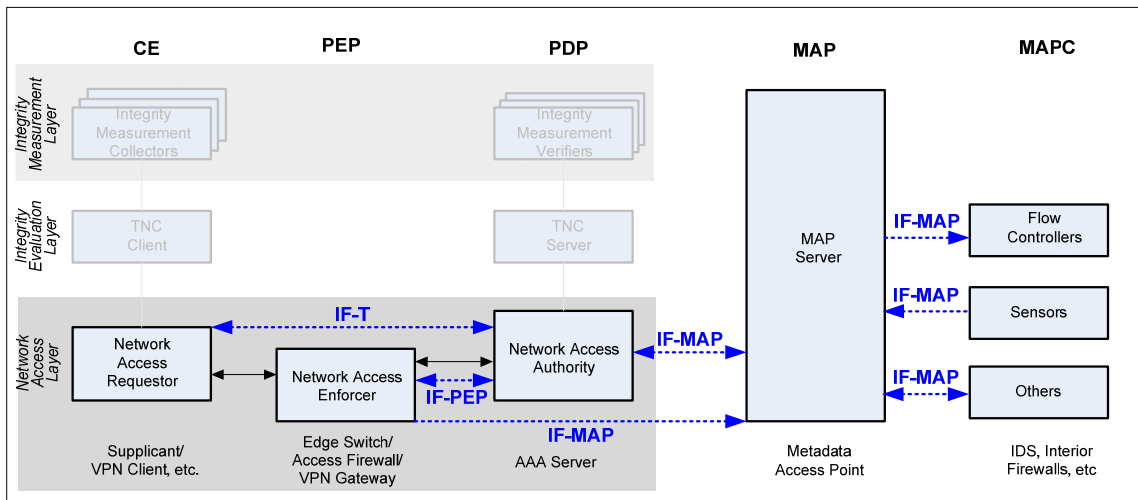 CE
PEP
PDP
MAP
MAPC
Integrity
Measurement
Layer
Integrity
Measurement
Collectors
Integrity
Measurement
Verifiers
Integrity
Evaluation
Layer
TNC
Client
TNC
Server
MAP
Server
IF-MAP
Flow
Controllers
IF-MAP
Sensors
IF-MAP
Others
Network
Access
Layer
Network
Access
Requestor
IF-T
Network Access
Enforcer
IF-PEP
Network Access
Authority
IF-MAP
IF-MAP
Supplicant/
VPN Client, etc.
Edge Switch/
Access Firewall/
VPN Gateway
AAA Server
Metadata
Access Point
IDS, Interior
Firewalls, etc